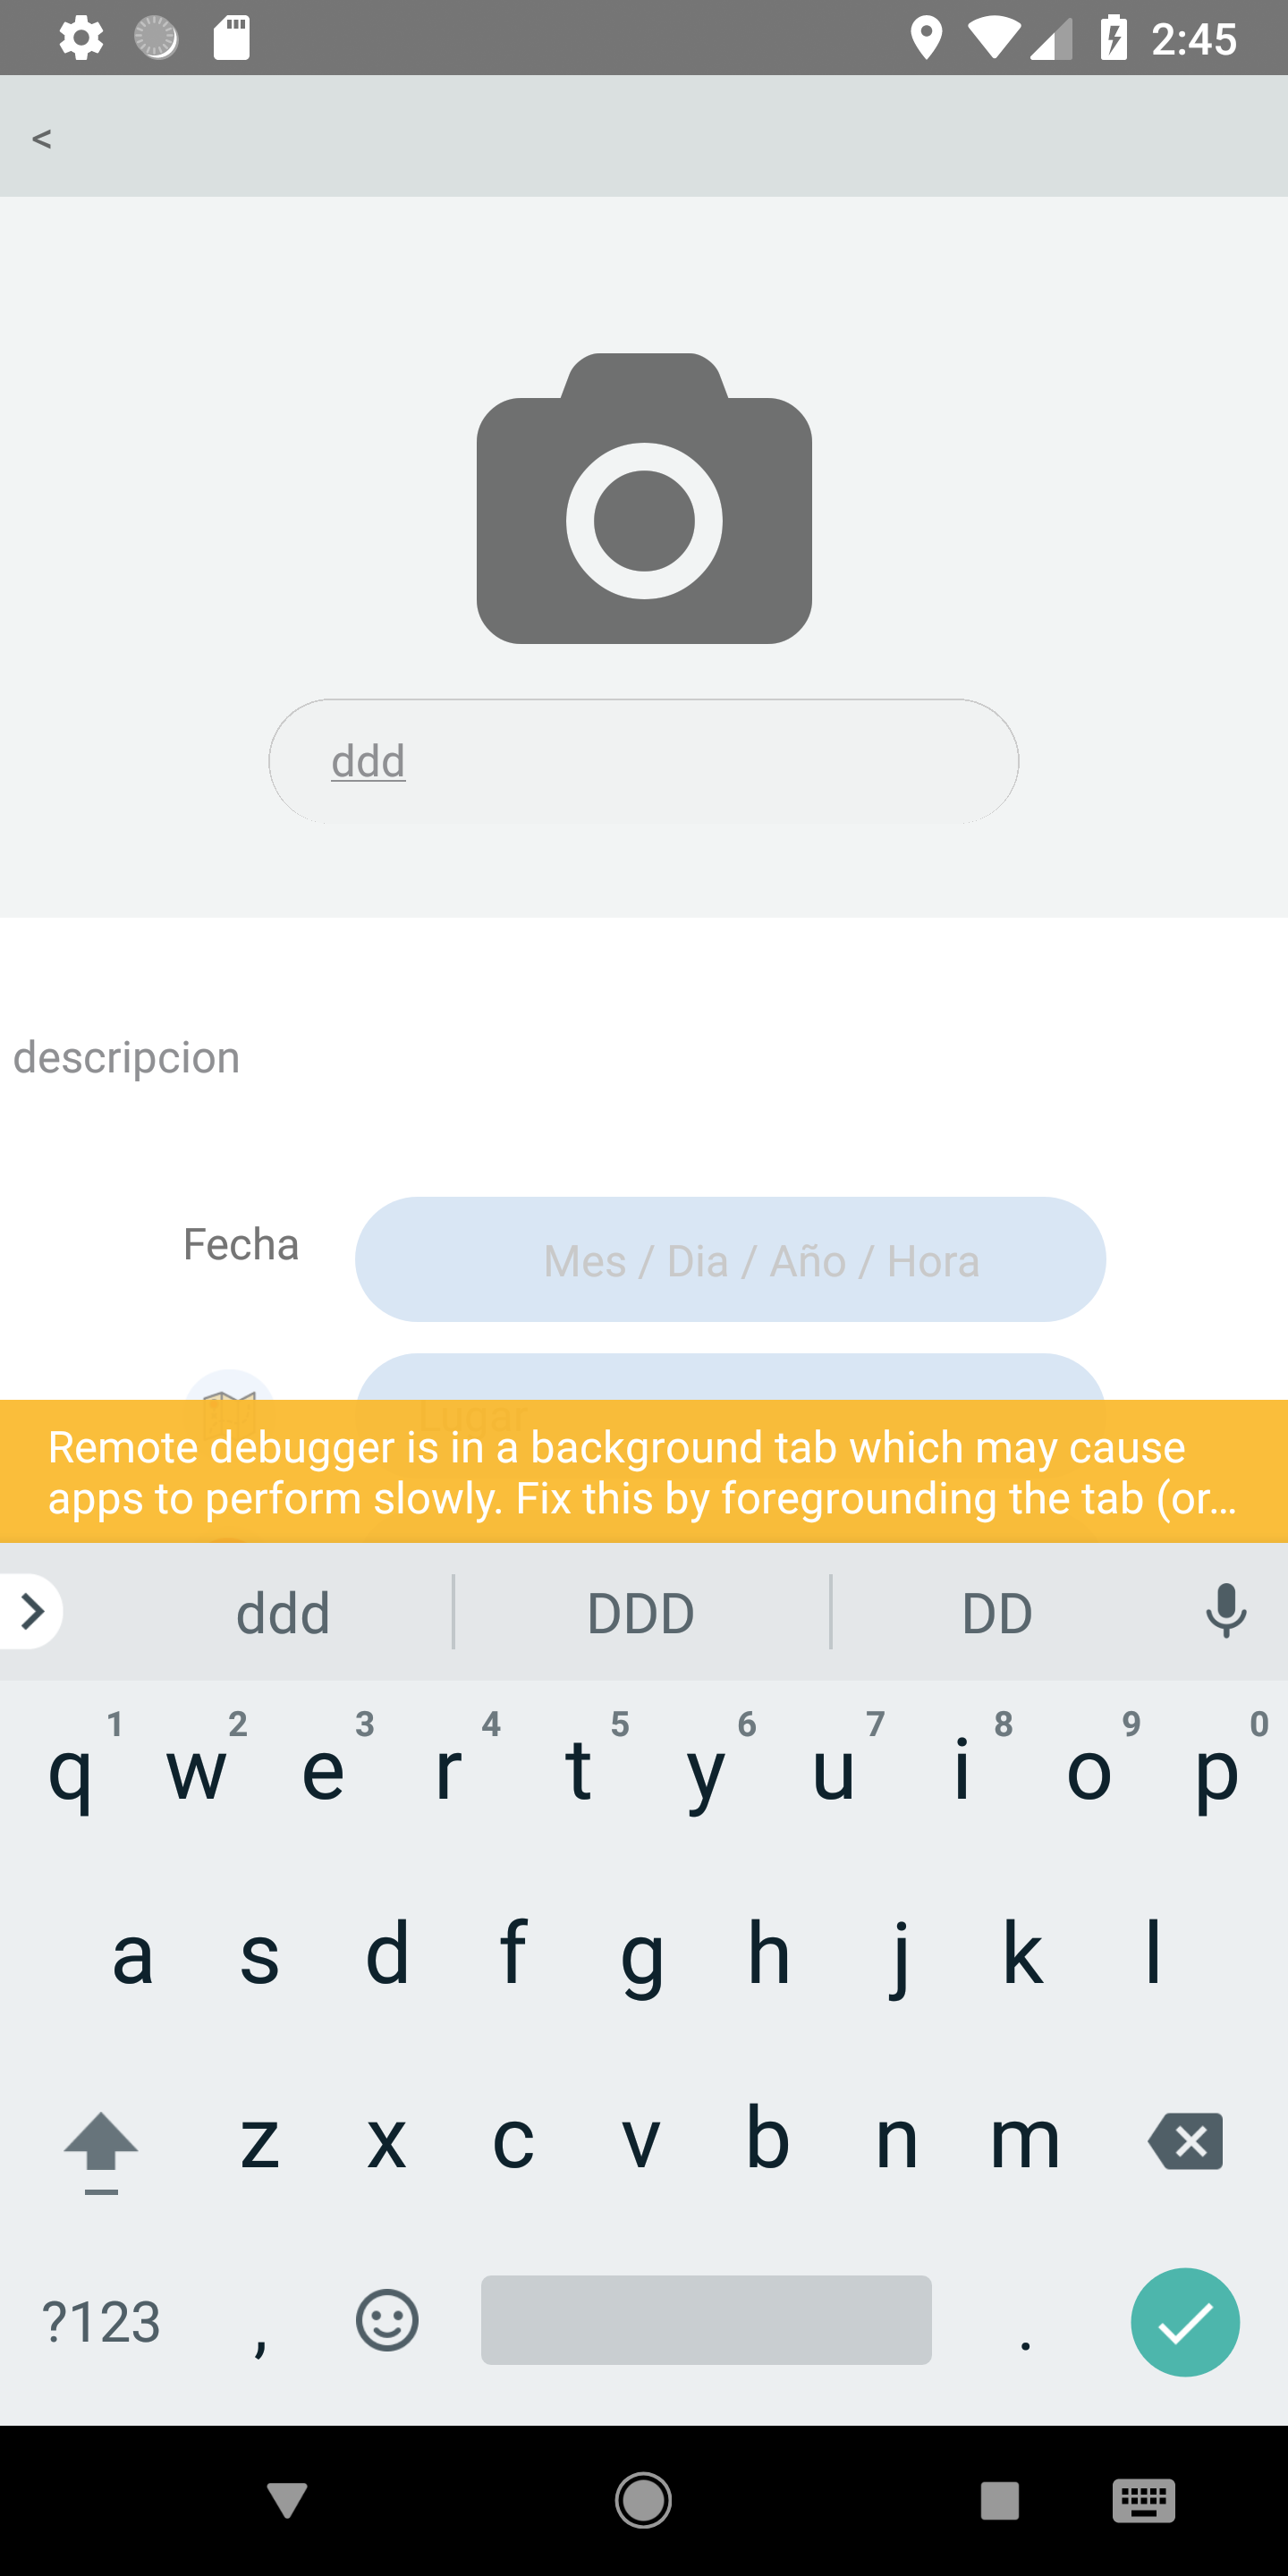 2:45
<
ddd
descripcion
Fecha
Mes / Dia / Año / Hora
Lugar
Remote debugger is in a background tab which may cause
apps to perform slowly. Fix this by foregrounding the tab (or...
ddd DDD DD
1 2 3 4 5 6 7 8 9 0
q w e r t y u i o p
a s d f g h j k l
z x c v b n m
?123 , .